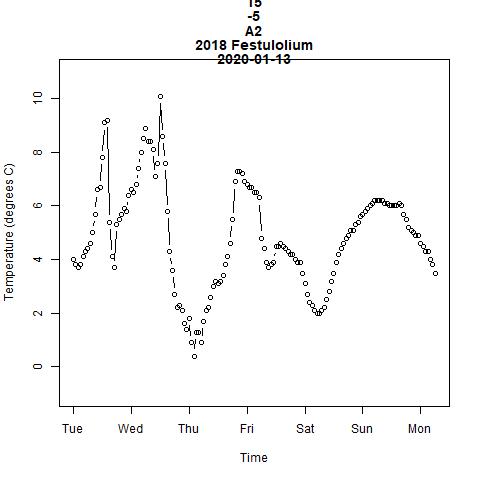 15
-5
A2
2018 Festulolium
2020-01-13
Temperature (degrees C)
10
8
6
4
2
0
Tue Wed Thu Fri Sat Sun Mon
Time